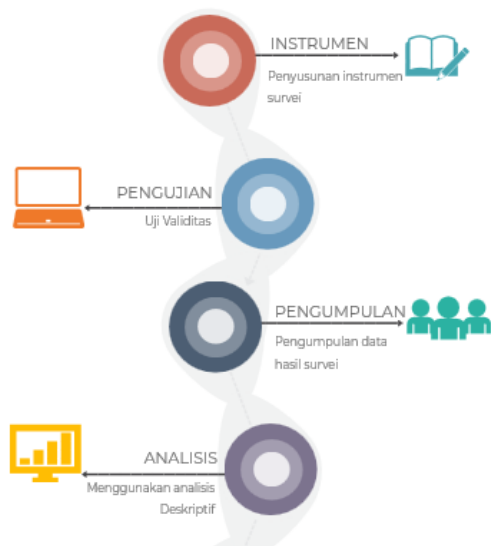 INSTRUMEN
Penyusunan instrumen
survei
PENGUJIAN
Uji Validitas
PENGUMPULAN
Pengumpulan data
hasil survei
ANALISIS
Menggunakan analisis
Deskriptif